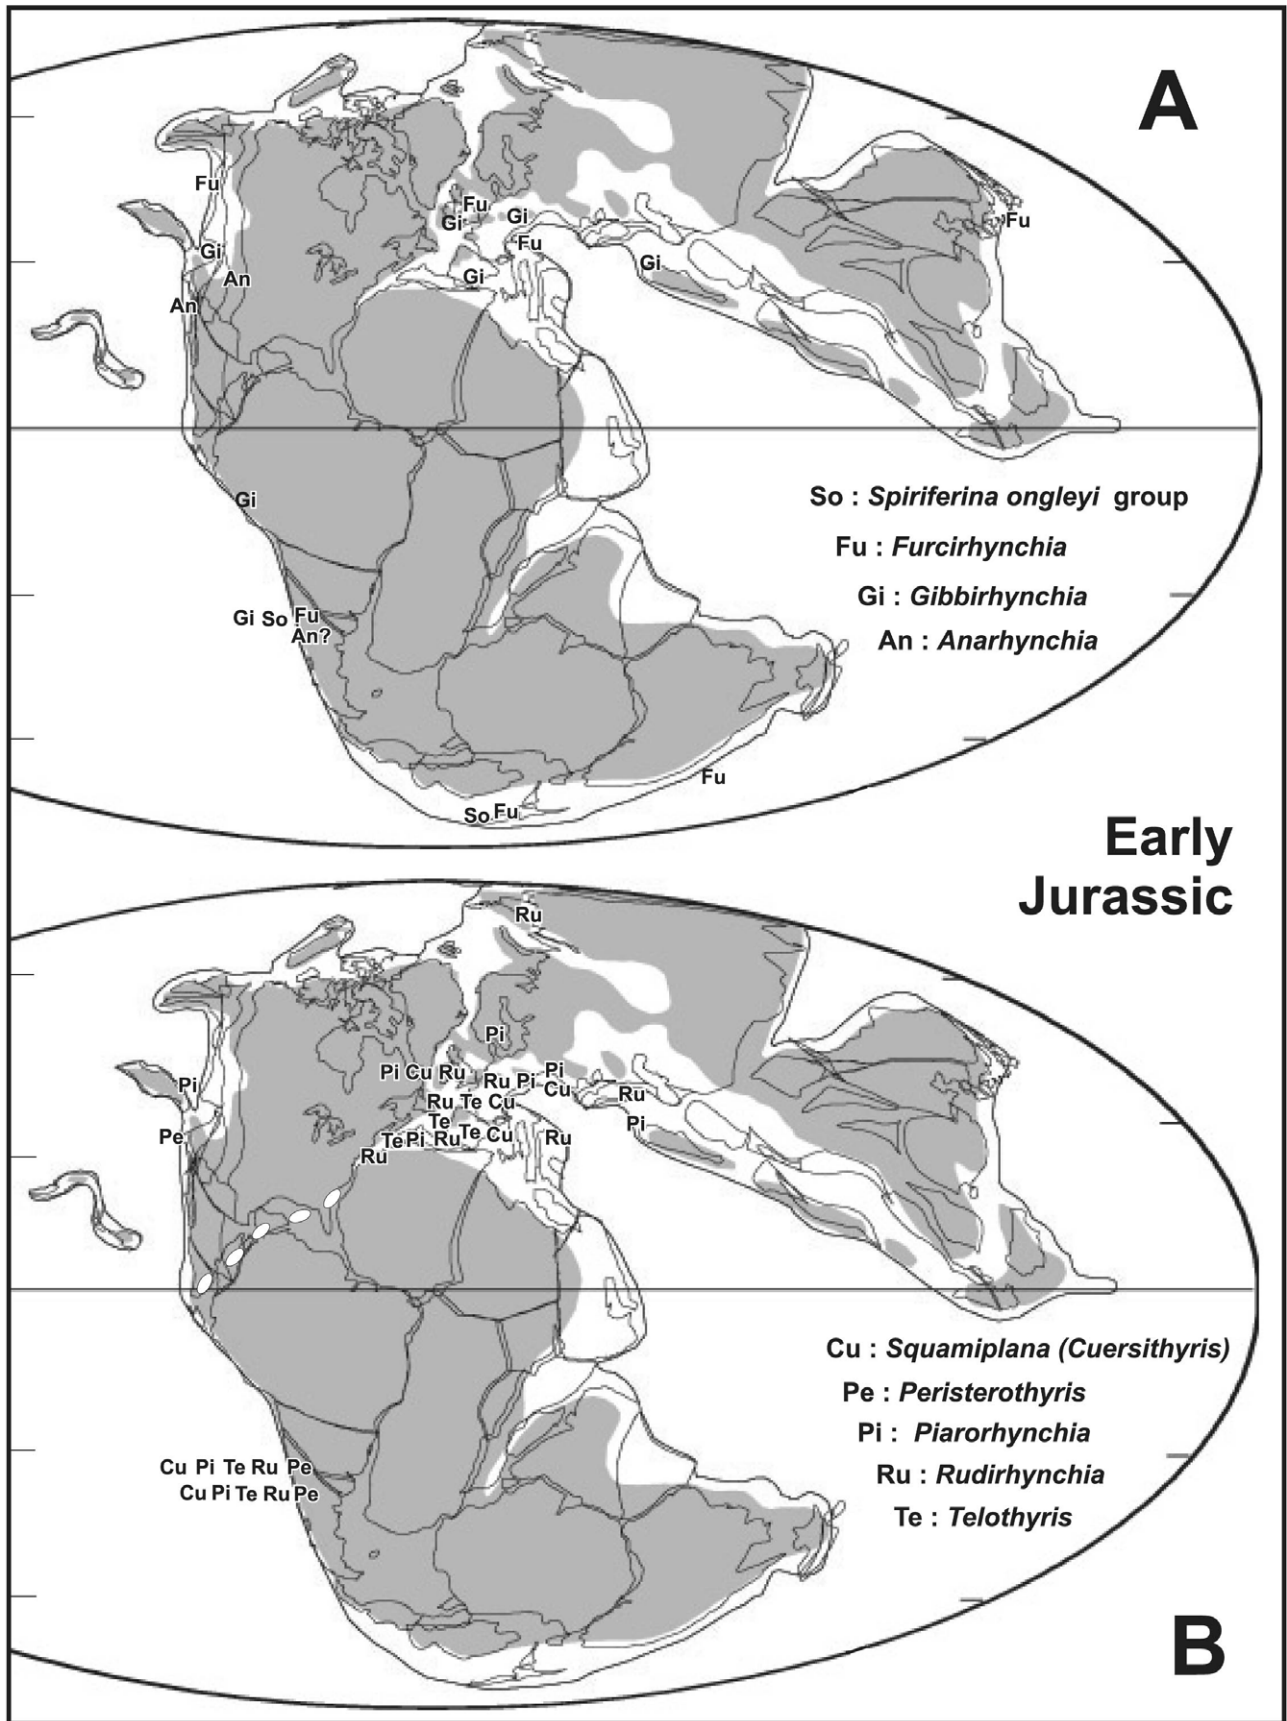 A
Fu
Fu
Gi
Gi
Fu
Fu
Gi
An
Gi
Gi
An
Gi
So : Spiriferina ongleyi group
Fu : Furcirhynchia
Gi : Gibbirhynchia
An : Anarhynchia
Gi So Fu
An?
Fu
So Fu
Early
Jurassic
Ru
Pi
Pi Cu Ru
Pi
Ru Pi Cu
Pi
Ru Te Cu
Ru
Te
Pi
Pe
Te Pi Ru Te Cu
Ru
Ru
Cu : Squamiplana (Cuersithyris)
Pe : Peristerothyris
Pi : Piarorhynchia
Ru : Rudirhynchia
Te : Telothyris
Cu Pi Te Ru Pe
Cu Pi Te Ru Pe
B